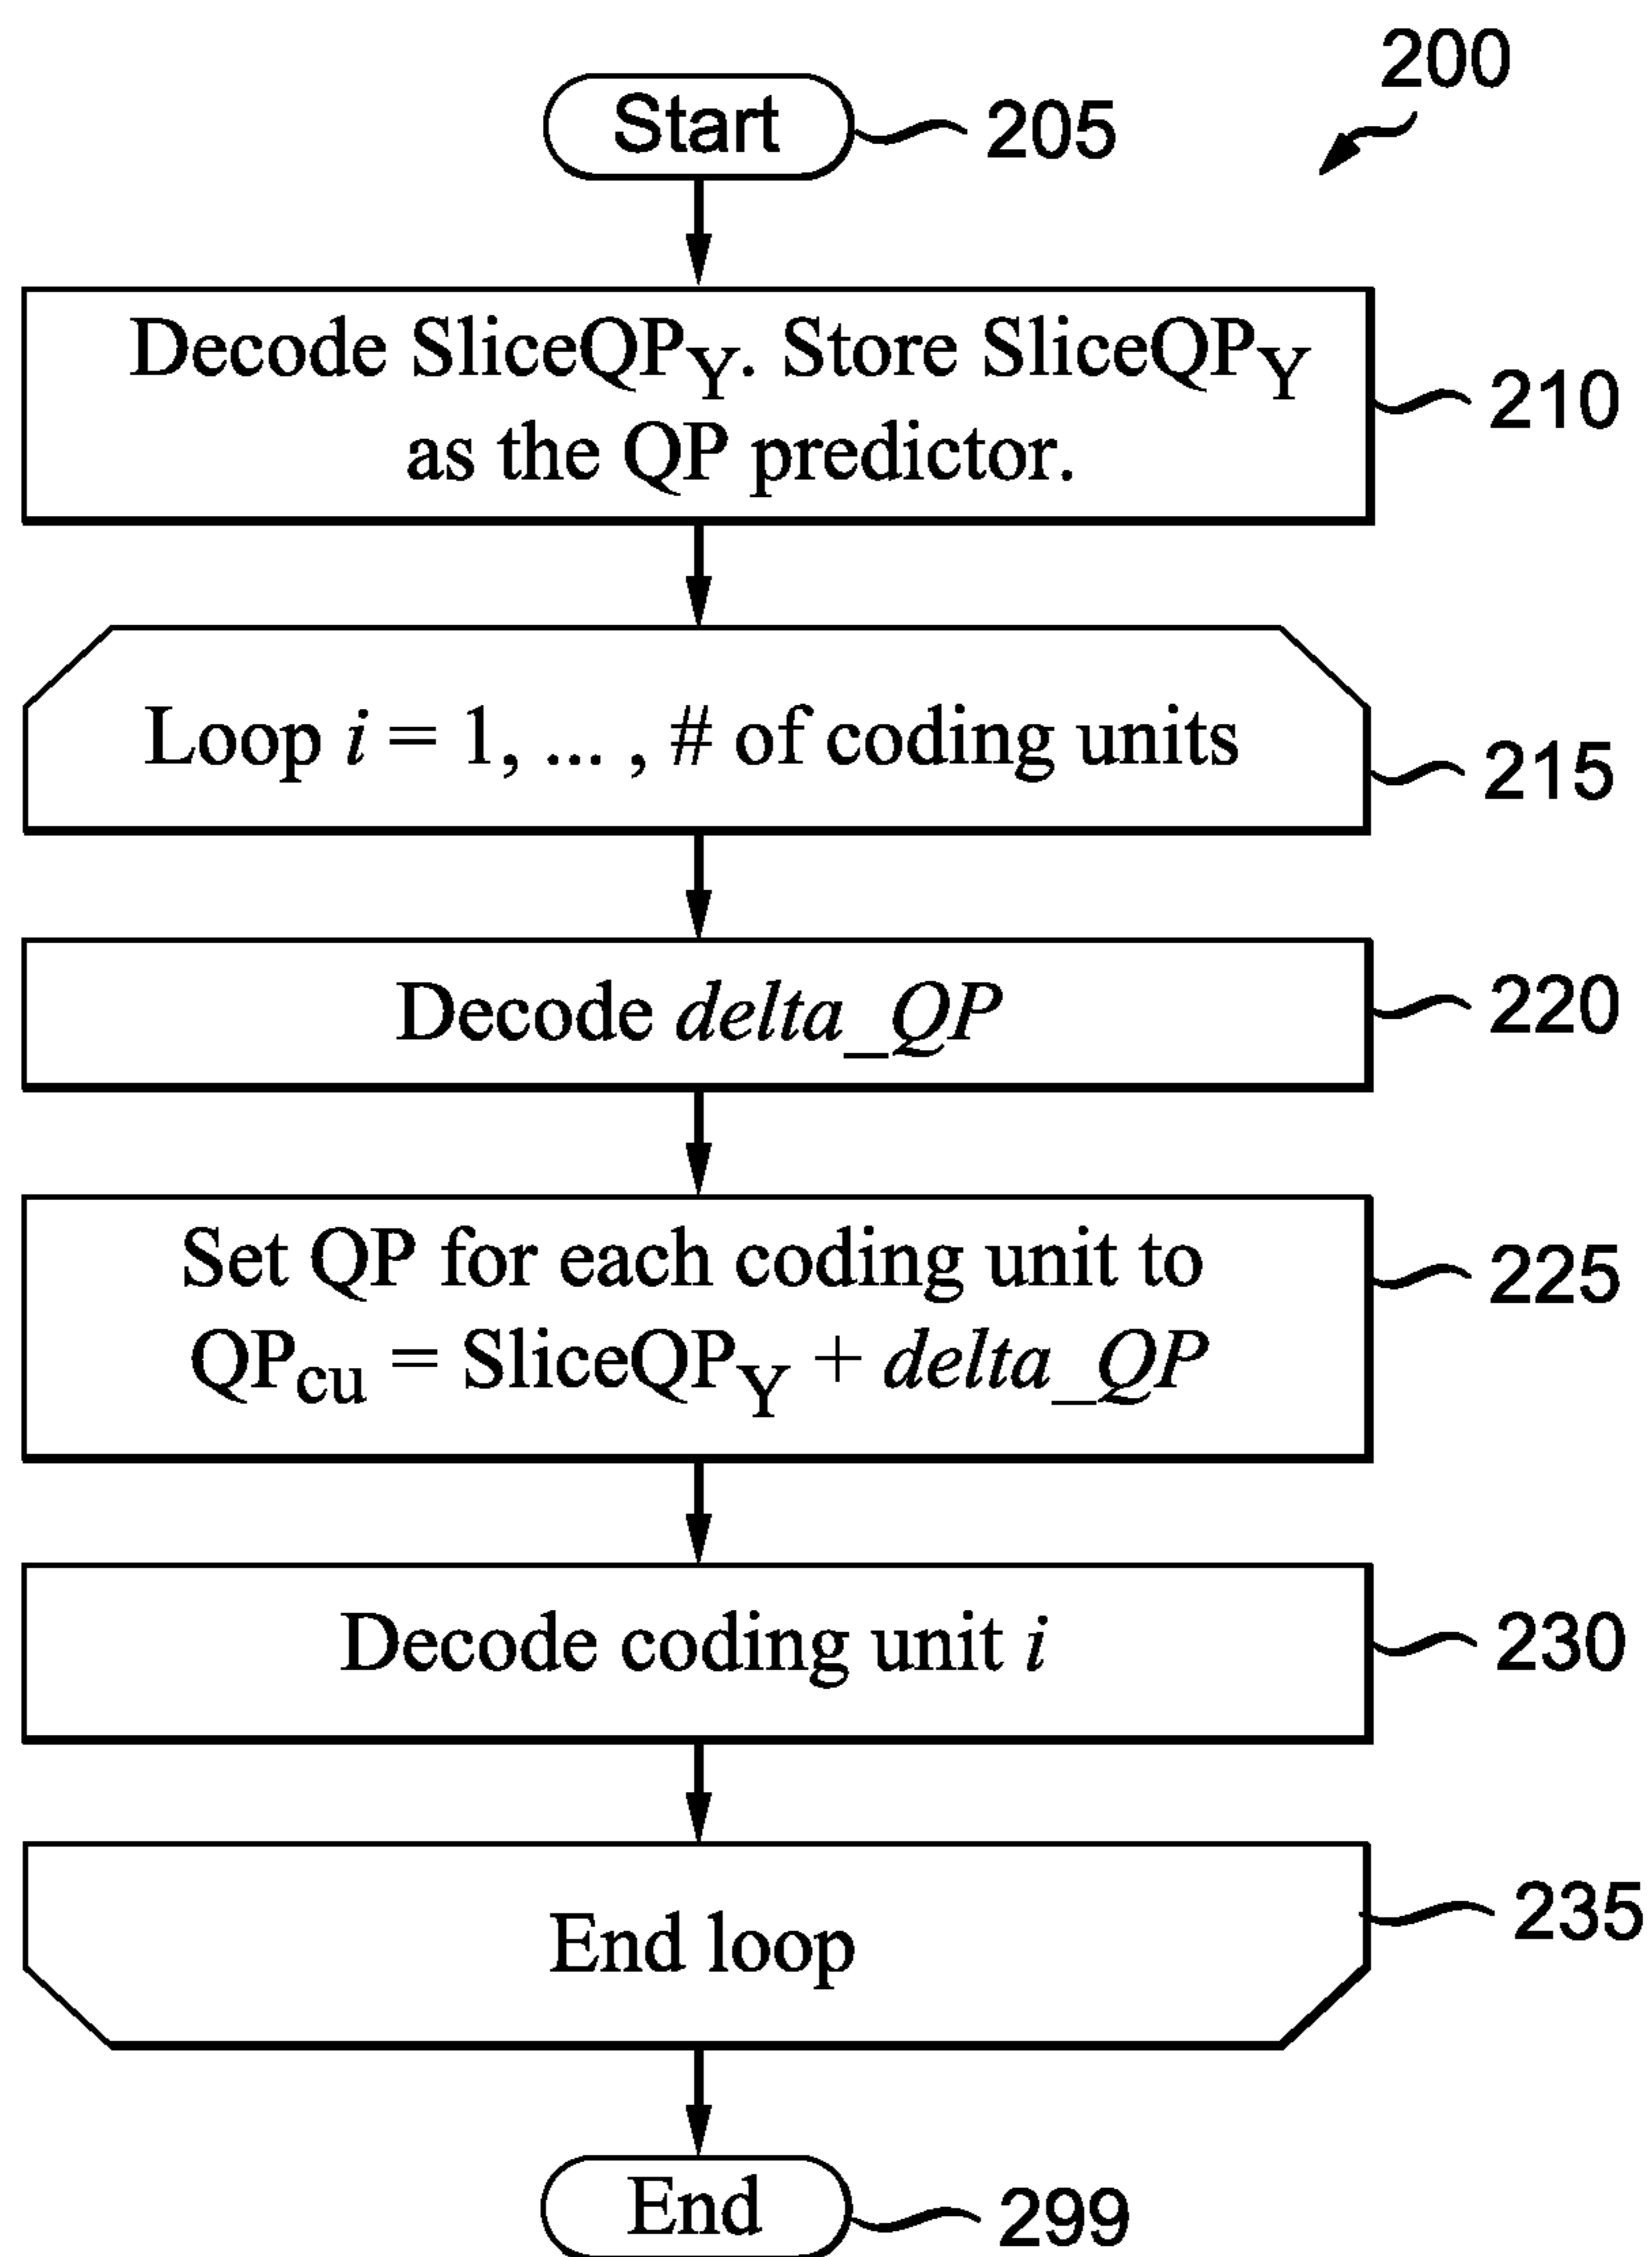 200
Start
205
Decode SliceQPY. Store SliceQPY
as the QP predictor.
210
Loop i = 1, ... , # of coding units
215
Decode delta_QP
220
Set QP for each coding unit to
QPcu = SliceQPY + delta_QP
225
Decode coding unit i
230
End loop
235
End
299